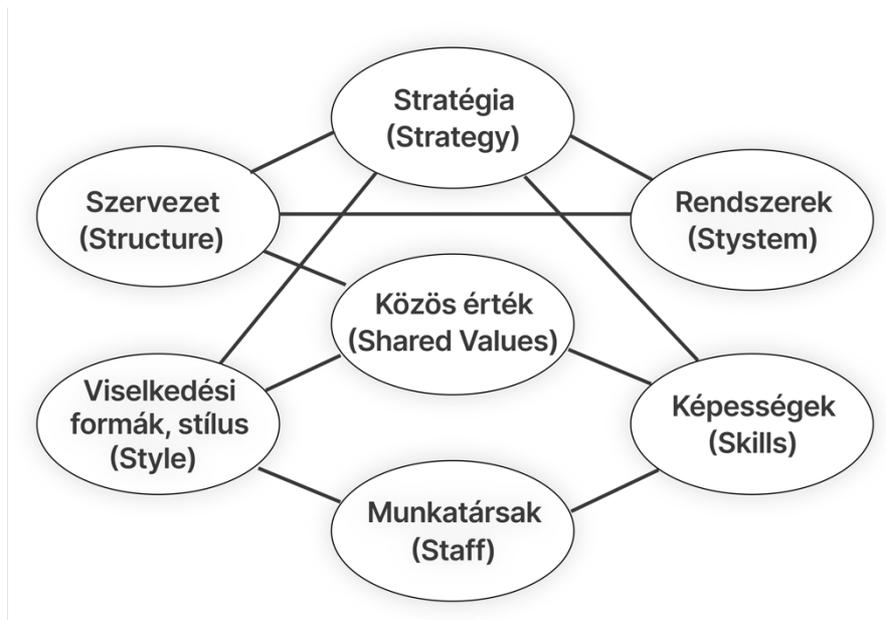 Stratégia
(Strategy)
Szervezet
(Structure)
Rendszerek
(Stystem)
Közös érték
(Shared Values)
Viselkedési
formák, stílus
(Style)
Képességek
(Skills)
Munkatársak
(Staff)